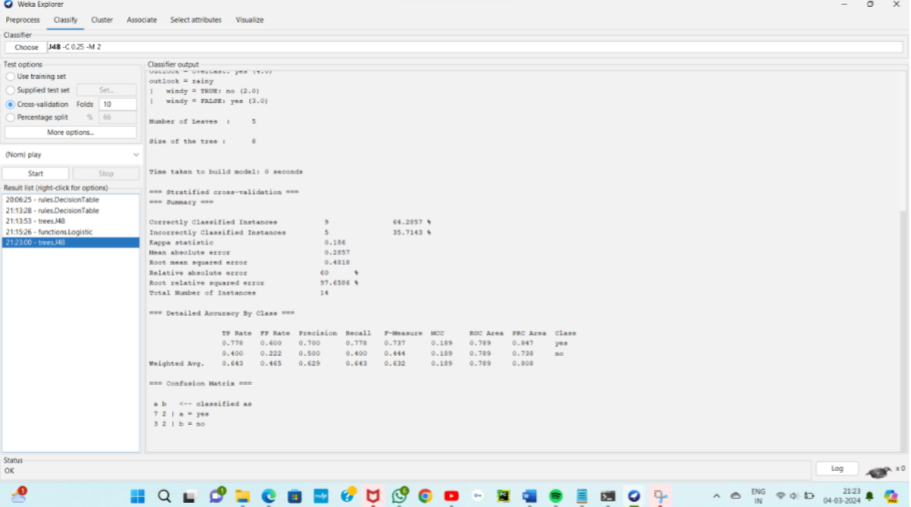 Weka Explorer
Preprocess Classify Cluster Associate Select attributes Visualize
Classifier
Choose J48 -C 0.25 -M 2
Test options
Use training set
Supplied test set Set...
Cross-validation Folds 10
Percentage split % 66
More options...
(Nom) play
Start Stop
Result list (right-click for options)
20:06:25 - rules.DecisionTable
21:13:28 - rules.DecisionTable
21:13:53 - trees.J48
21:15:26 - functions.Logistic
21:23:00 - trees.J48
Classifier output
outlook = overcast: yes (4.0)
outlook = rainy
| windy = TRUE: no (2.0)
| windy = FALSE: yes (3.0)
Number of Leaves : 5
Size of the tree : 8
Time taken to build model: 0 seconds
=== Stratified cross-validation ===
=== Summary ===
Correctly Classified Instances 9 64.2857 %
Incorrectly Classified Instances 5 35.7143 %
Kappa statistic 0.186
Mean absolute error 0.2857
Root mean squared error 0.4818
Relative absolute error 60 %
Root relative squared error 97.6586 %
Total Number of Instances 14
=== Detailed Accuracy By Class ===
TP Rate FP Rate Precision Recall F-Measure MCC ROC Area PRC Area Class
0.778 0.600 0.700 0.778 0.737 0.189 0.789 0.847 yes
0.400 0.222 0.500 0.400 0.444 0.189 0.789 0.738 no
Weighted Avg. 0.643 0.465 0.629 0.643 0.632 0.189 0.789 0.808
=== Confusion Matrix ===
a b <-- classified as
7 2 | a = yes
3 2 | b = no
Status
OK
Log x 0
ENG
IN
21:23
04-03-2024